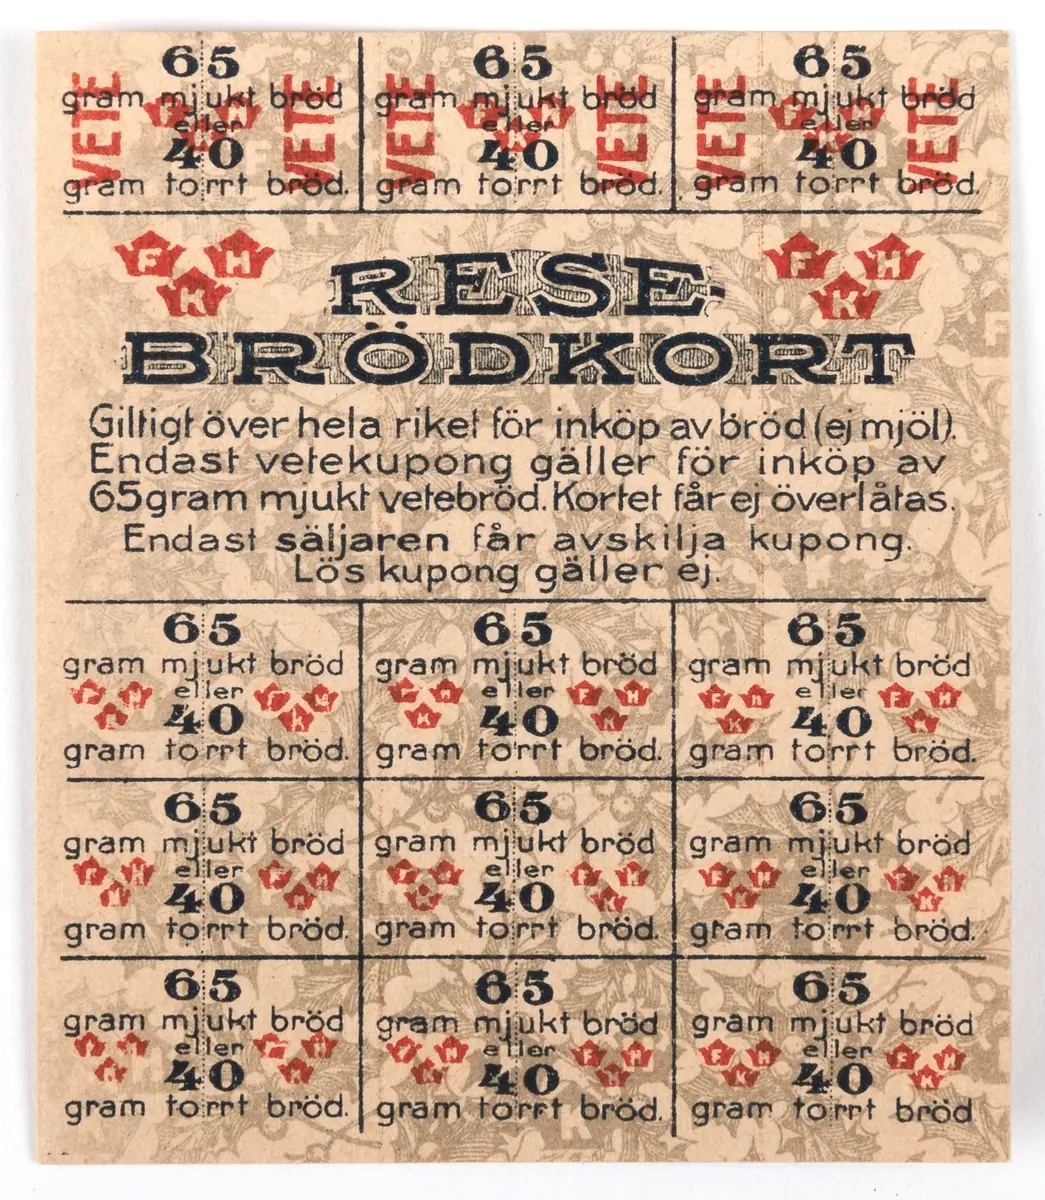 65 65 65
gram mjukt bröd gram mjukt bröd gram mjukt bröd
eller eller eller
40 40 40
gram torrt bröd. gram torrt bröd. gram torrt bröd.
VETE VETE VETE VETE VETE VETE
F H K F H K
RESE-
BRÖDKORT
Giltigt över hela riket för inköp av bröd (ej mjöl).
Endast vetekupong gäller för inköp av
65 gram mjukt vetebröd. Kortet får ej överlåtas.
Endast säljaren får avskilja kupong.
Lös kupong gäller ej.
65 65 65
gram mjukt bröd gram mjukt bröd gram mjukt bröd
F H K eller F H K F H K eller F H K F H K eller F H K
40 40 40
gram torrt bröd. gram torrt bröd. gram torrt bröd.
65 65 65
gram mjukt bröd gram mjukt bröd gram mjukt bröd
F H K eller F H K F H K eller F H K F H K eller F H K
40 40 40
gram torrt bröd. gram torrt bröd. gram torrt bröd.
65 65 65
gram mjukt bröd gram mjukt bröd gram mjukt bröd
F H K eller F H K F H K eller F H K F H K eller F H K
40 40 40
gram torrt bröd. gram torrt bröd. gram torrt bröd